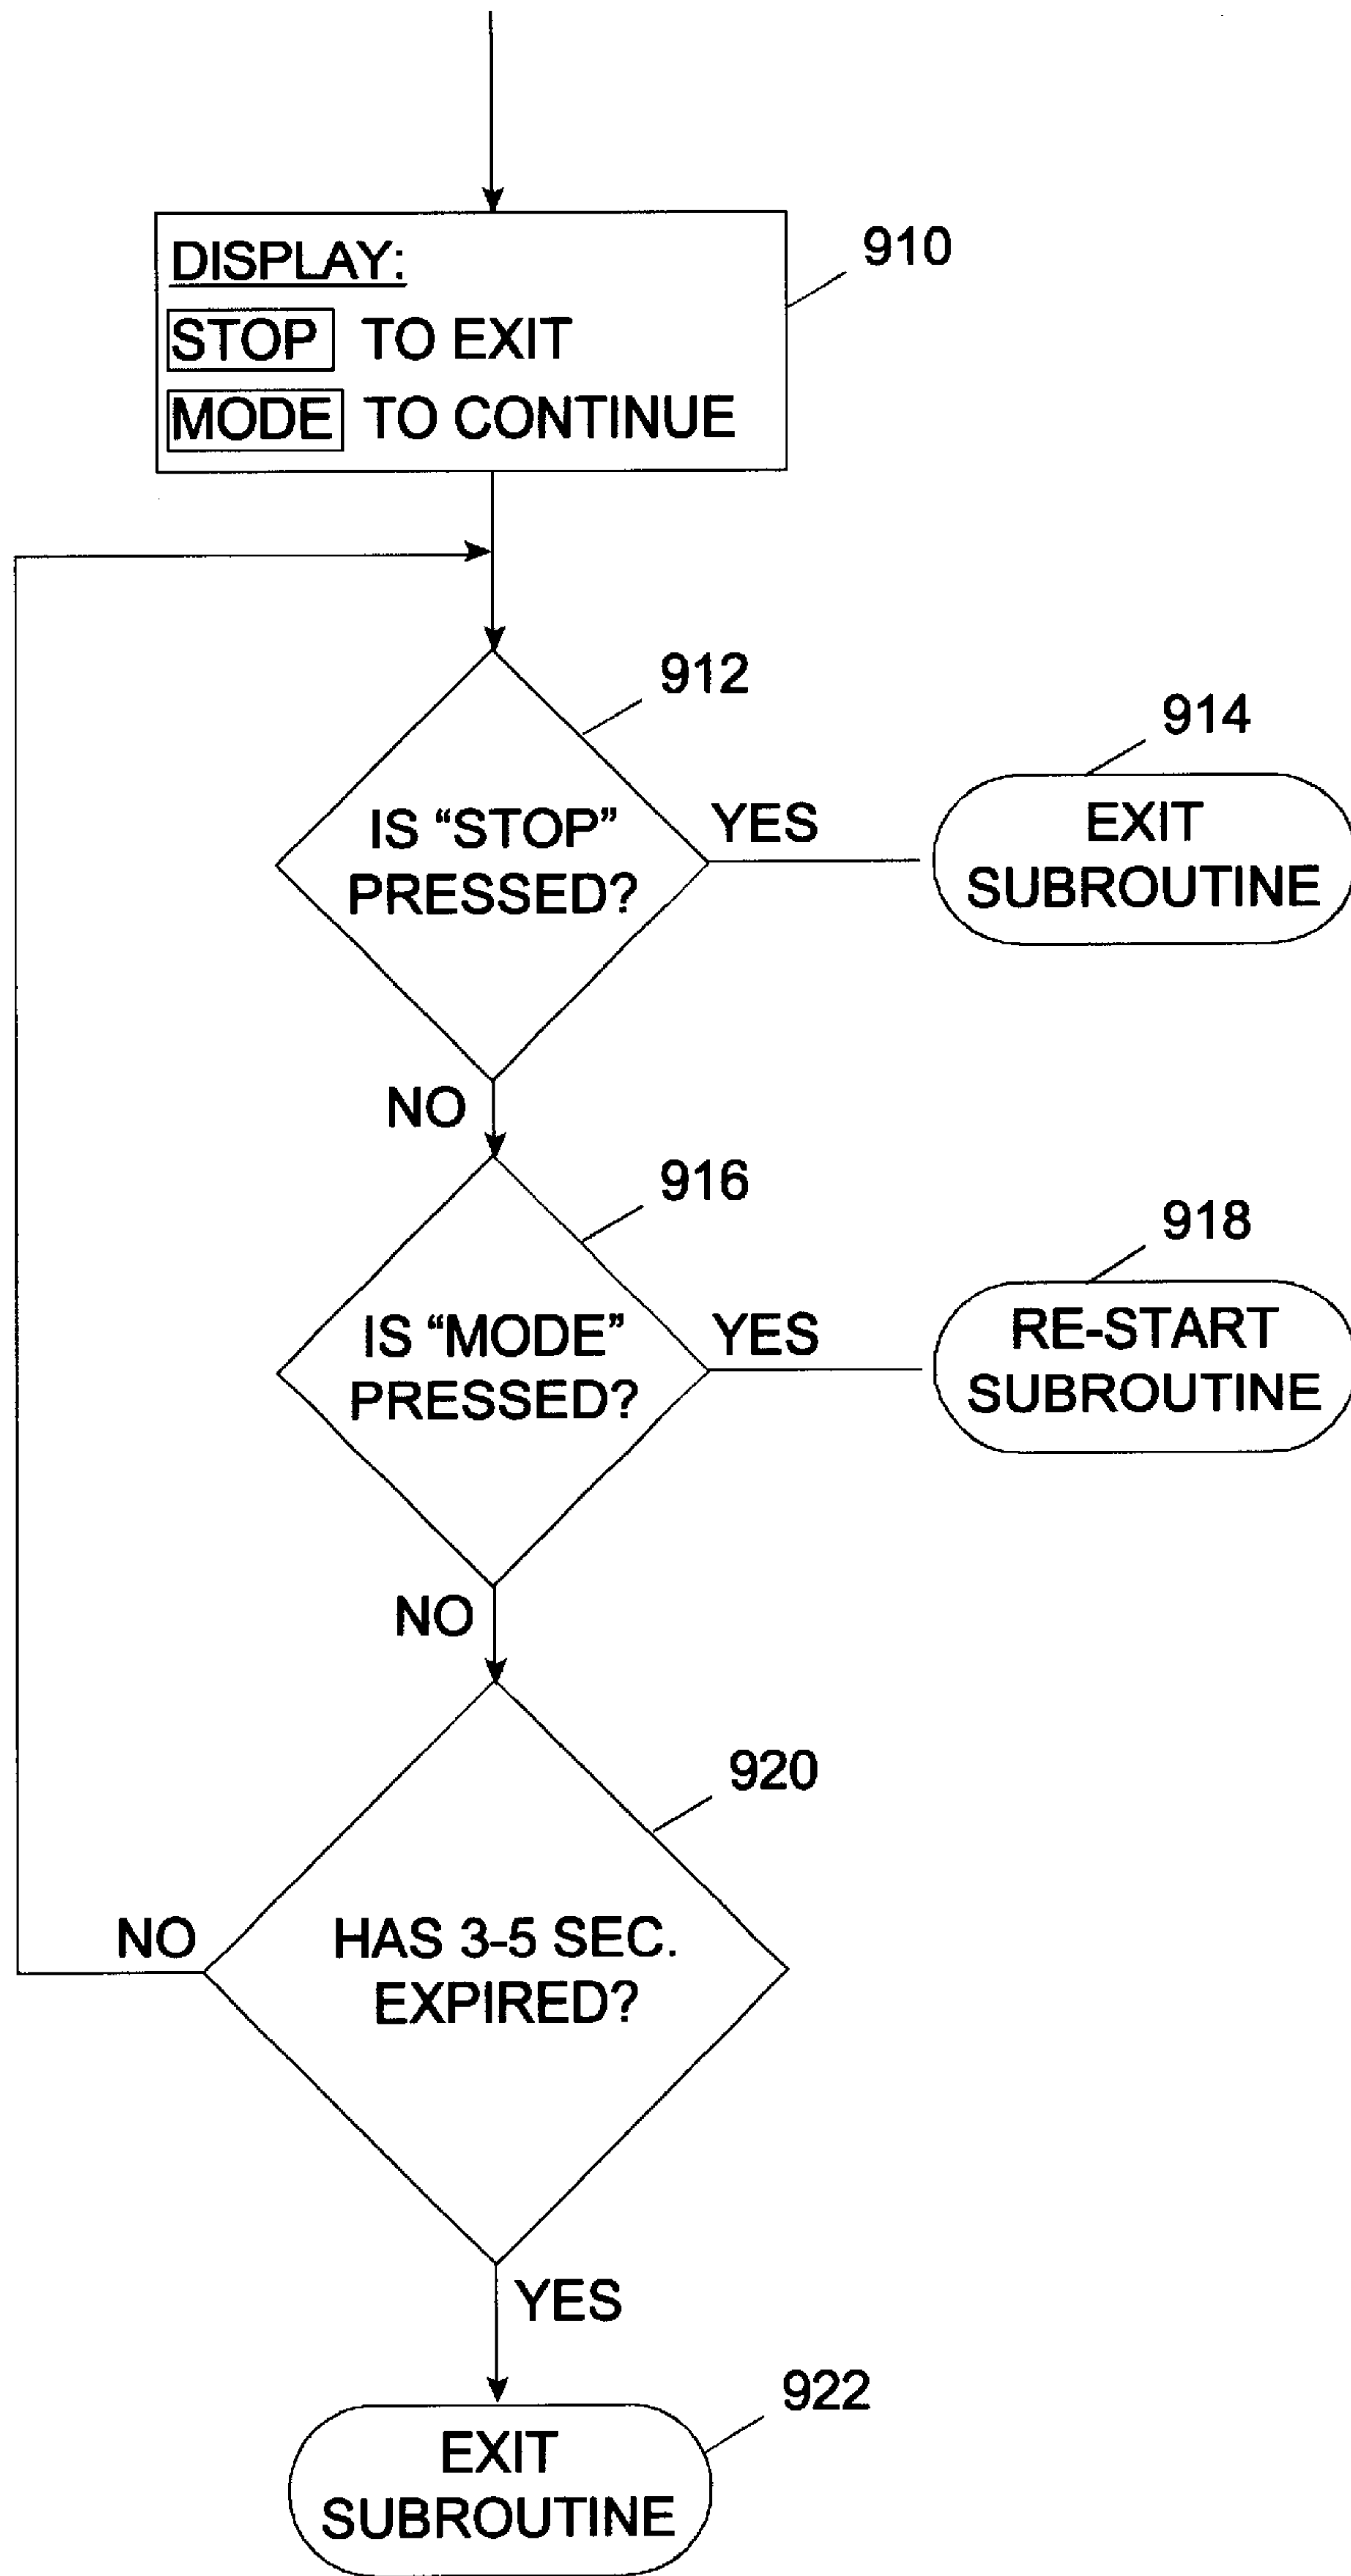 DISPLAY:
910
STOP TO EXIT
MODE TO CONTINUE
912
914
IS “STOP”
PRESSED?
YES
EXIT
SUBROUTINE
NO
916
918
IS “MODE”
PRESSED?
YES
RE-START
SUBROUTINE
NO
920
NO
HAS 3-5 SEC.
EXPIRED?
YES
922
EXIT
SUBROUTINE